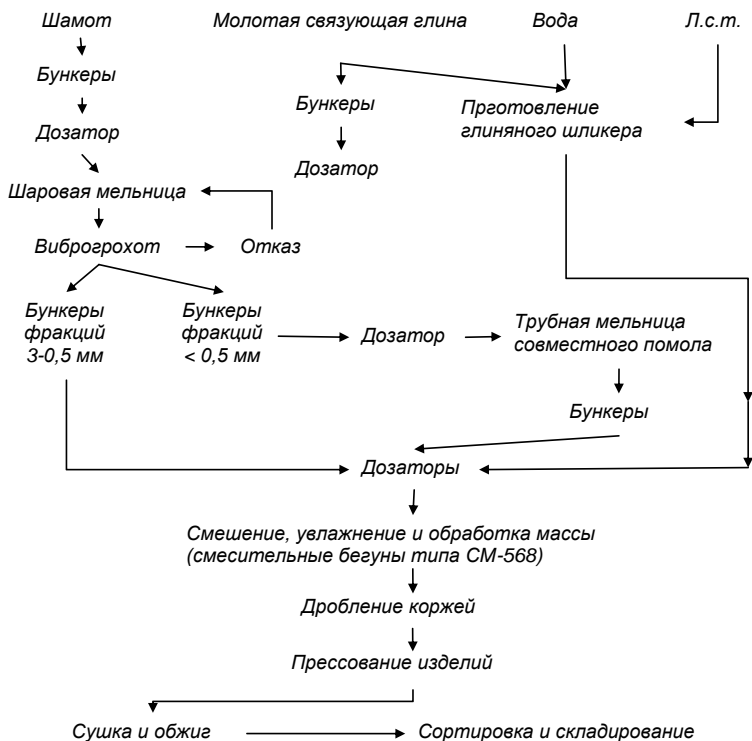 Шамот
Молотая связующая глина
Вода
Л.с.т.
Бункеры
Бункеры
Прготовление
глиняного шликера
Дозатор
Дозатор
Шаровая мельница
Виброгрохот
Отказ
Бункеры
фракций
3-0,5 мм
Бункеры
фракций
< 0,5 мм
Дозатор
Трубная мельница
совместного помола
Бункеры
Дозаторы
Смешение, увлажнение и обработка массы
(смесительные бегуны типа СМ-568)
Дробление коржей
Прессование изделий
Сушка и обжиг
Сортировка и складирование